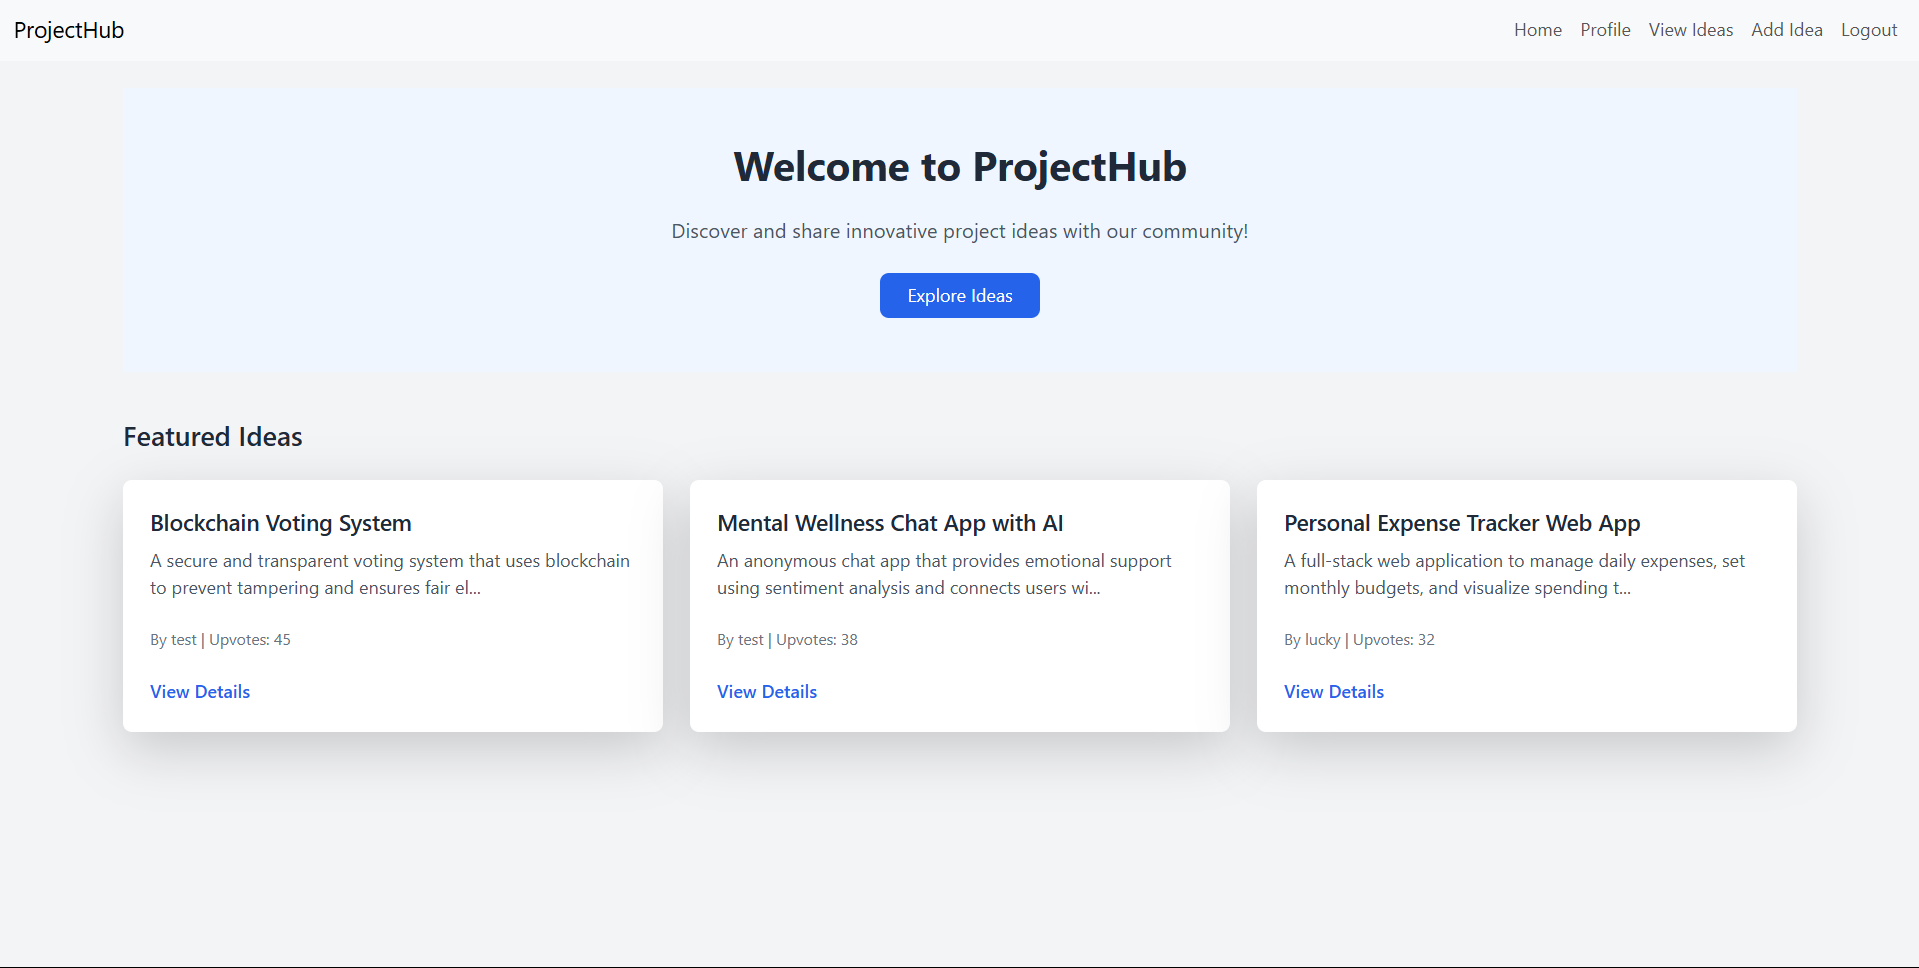 ProjectHub
Home Profile View Ideas Add Idea Logout
Welcome to ProjectHub
Discover and share innovative project ideas with our community!
Explore Ideas
Featured Ideas
Blockchain Voting System
A secure and transparent voting system that uses blockchain
to prevent tampering and ensures fair el...
By test | Upvotes: 45
View Details
Mental Wellness Chat App with AI
An anonymous chat app that provides emotional support
using sentiment analysis and connects users wi...
By test | Upvotes: 38
View Details
Personal Expense Tracker Web App
A full-stack web application to manage daily expenses, set
monthly budgets, and visualize spending t...
By lucky | Upvotes: 32
View Details